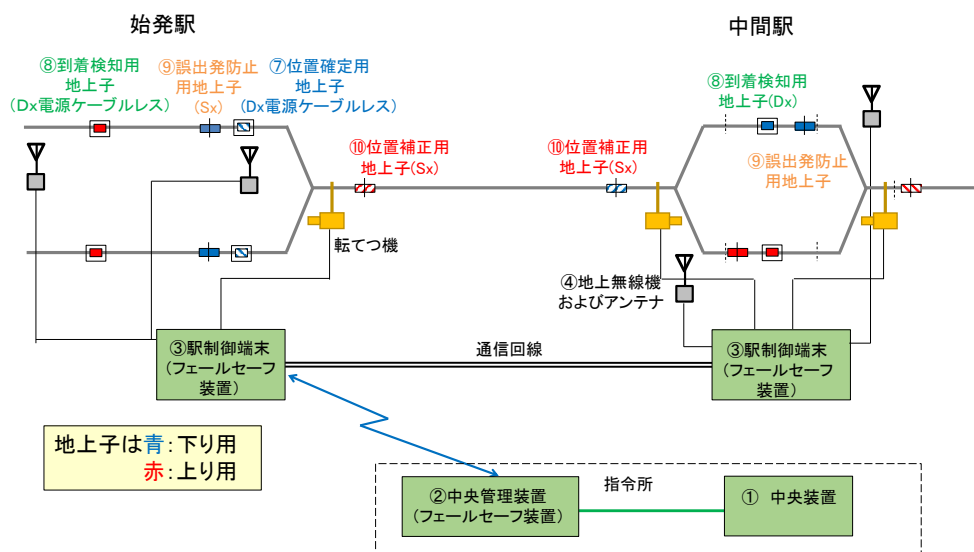 始発駅
中間駅
⑧到着検知用
地上子
(Dx電源ケーブルレス)
⑨誤出発防止
用地上子
(Sx)
⑦位置確定用
地上子
(Dx電源ケーブルレス)
⑧到着検知用
地上子(Dx)
⑩位置補正用
地上子(Sx)
⑩位置補正用
地上子(Sx)
⑨誤出発防止
用地上子
転てつ機
④地上無線機
およびアンテナ
③駅制御端末
(フェールセーフ
装置)
通信回線
③駅制御端末
(フェールセーフ
装置)
地上子は青:下り用
赤:上り用
指令所
②中央管理装置
(フェールセーフ装置)
① 中央装置